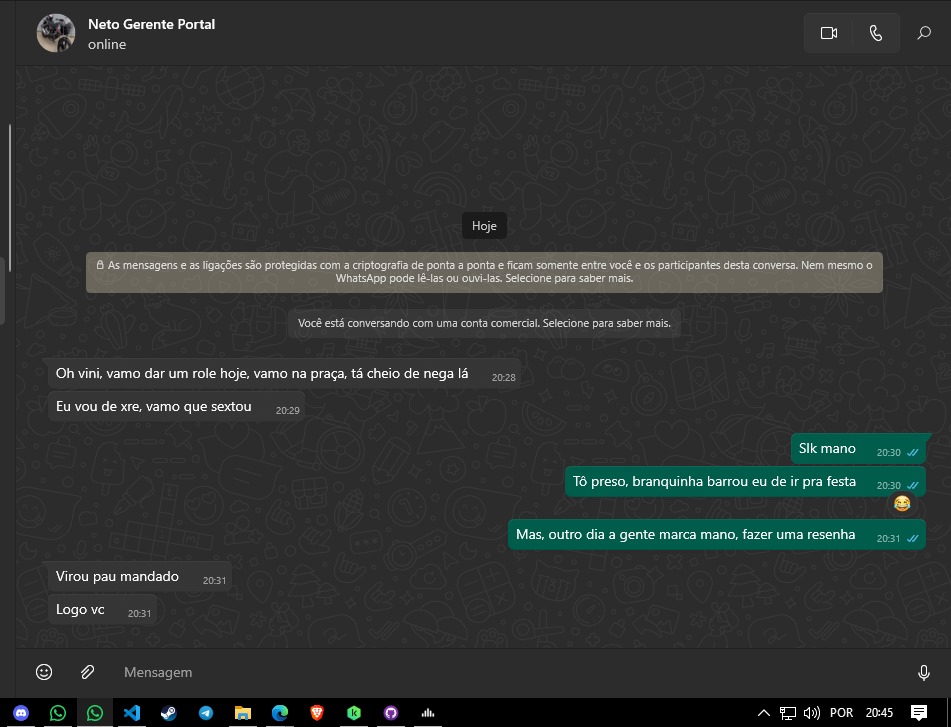 Neto Gerente Portal
online
Hoje
As mensagens e as ligações são protegidas com a criptografia de ponta a ponta e ficam somente entre você e os participantes desta conversa. Nem mesmo o
WhatsApp pode lê-las ou ouvi-las. Selecione para saber mais.
Você está conversando com uma conta comercial. Selecione para saber mais.
Oh vini, vamo dar um role hoje, vamo na praça, tá cheio de nega lá 20:28
Eu vou de xre, vamo que sextou 20:29
Slk mano 20:30
Tô preso, branquinha barrou eu de ir pra festa 20:30
Mas, outro dia a gente marca mano, fazer uma resenha 20:31
Virou pau mandado 20:31
Logo vc 20:31
Mensagem
POR 20:45